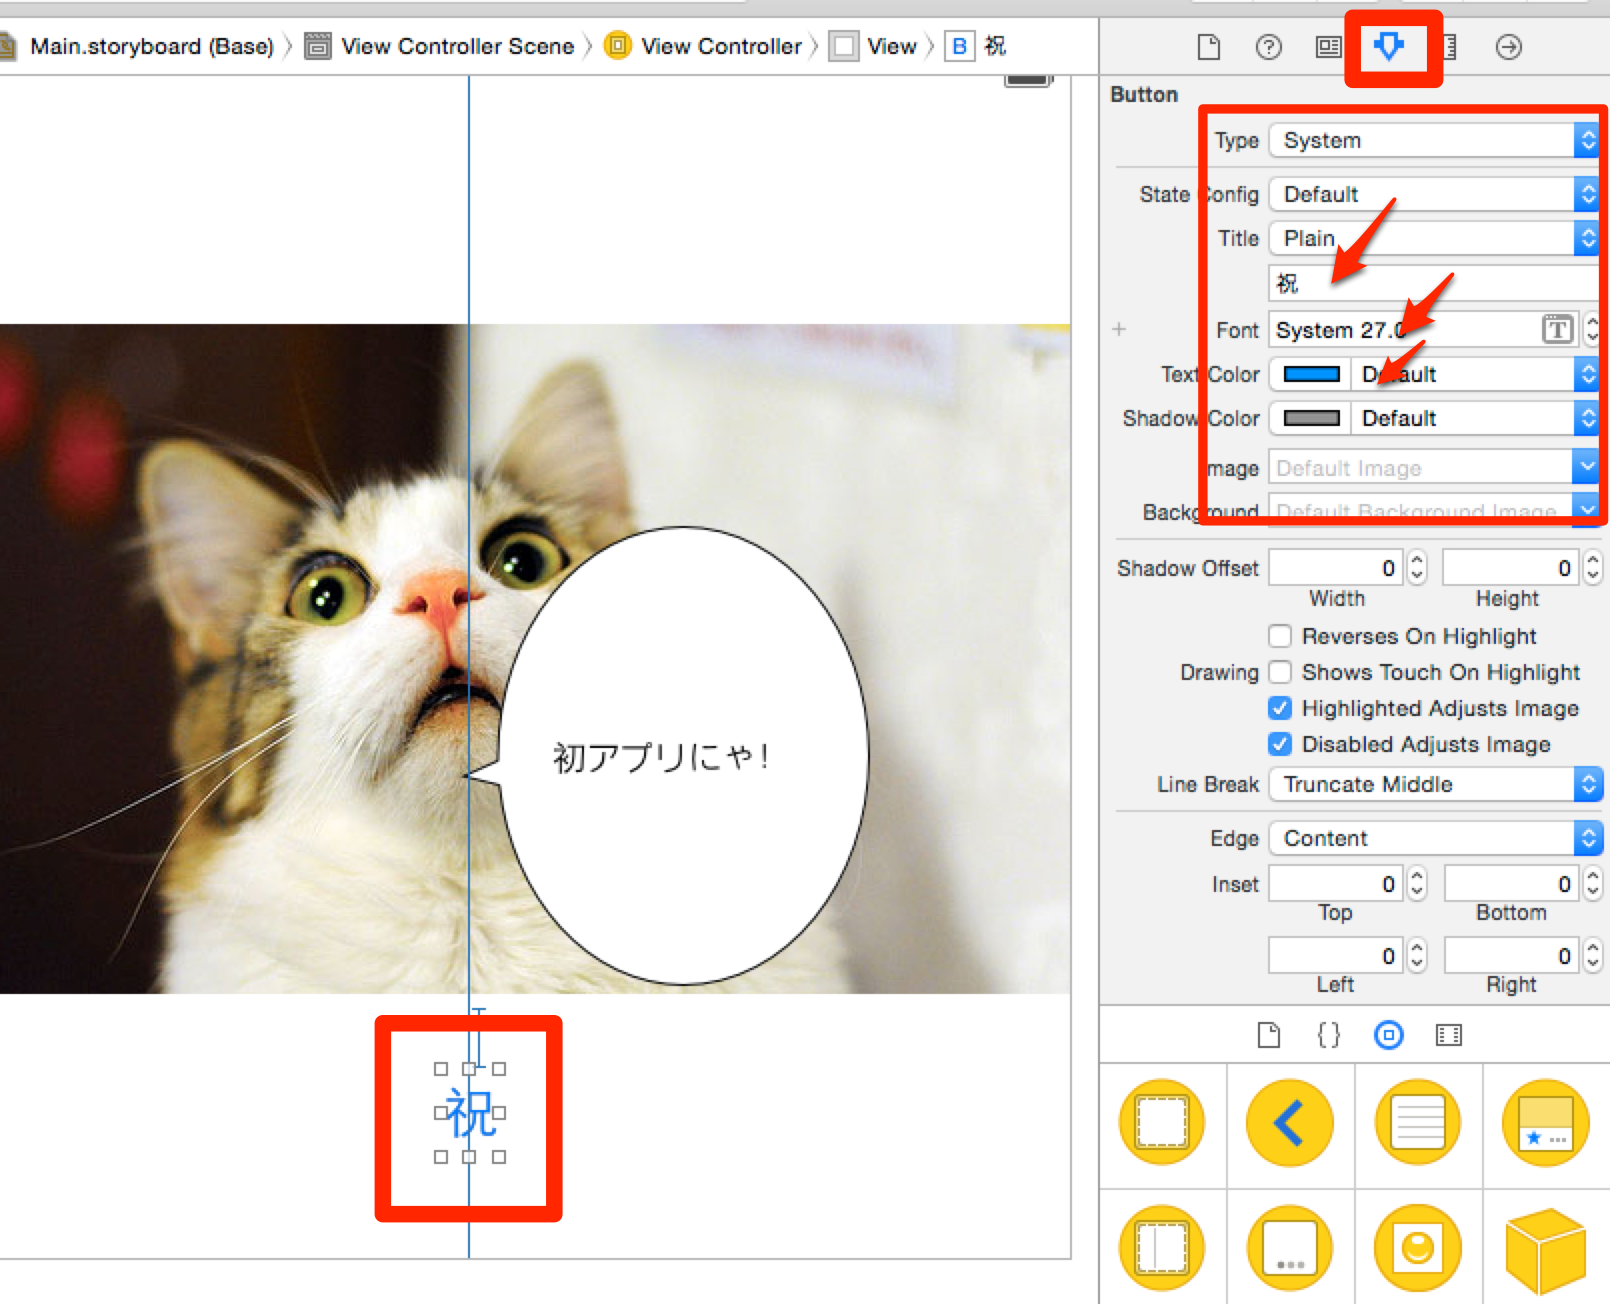 Main.storyboard (Base) 〉 View Controller Scene 〉 View Controller 〉 View 〉 B 祝
Button
Type System
State Config Default
Title Plain
祝
Font System 27.0
Text Color Default
Shadow Color Default
mage Default Image
Background Default Background Image
Shadow Offset 0 0
Width Height
Reverses On Highlight
Drawing Shows Touch On Highlight
Highlighted Adjusts Image
Disabled Adjusts Image
Line Break Truncate Middle
Edge Content
Inset 0 0
Top Bottom
0 0
Left Right
初アプリにゃ!
祝